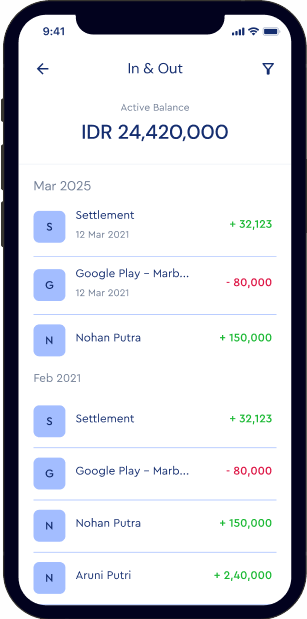 9:41
In & Out
Active Balance
IDR 24,420,000
Mar 2025
S
Settlement
12 Mar 2021
+ 32,123
G
Google Play - Marb...
12 Mar 2021
- 80,000
N
Nohan Putra
+ 150,000
Feb 2021
S
Settlement
+ 32,123
G
Google Play - Marb...
- 80,000
N
Nohan Putra
+ 150,000
N
Aruni Putri
+ 2,40,000